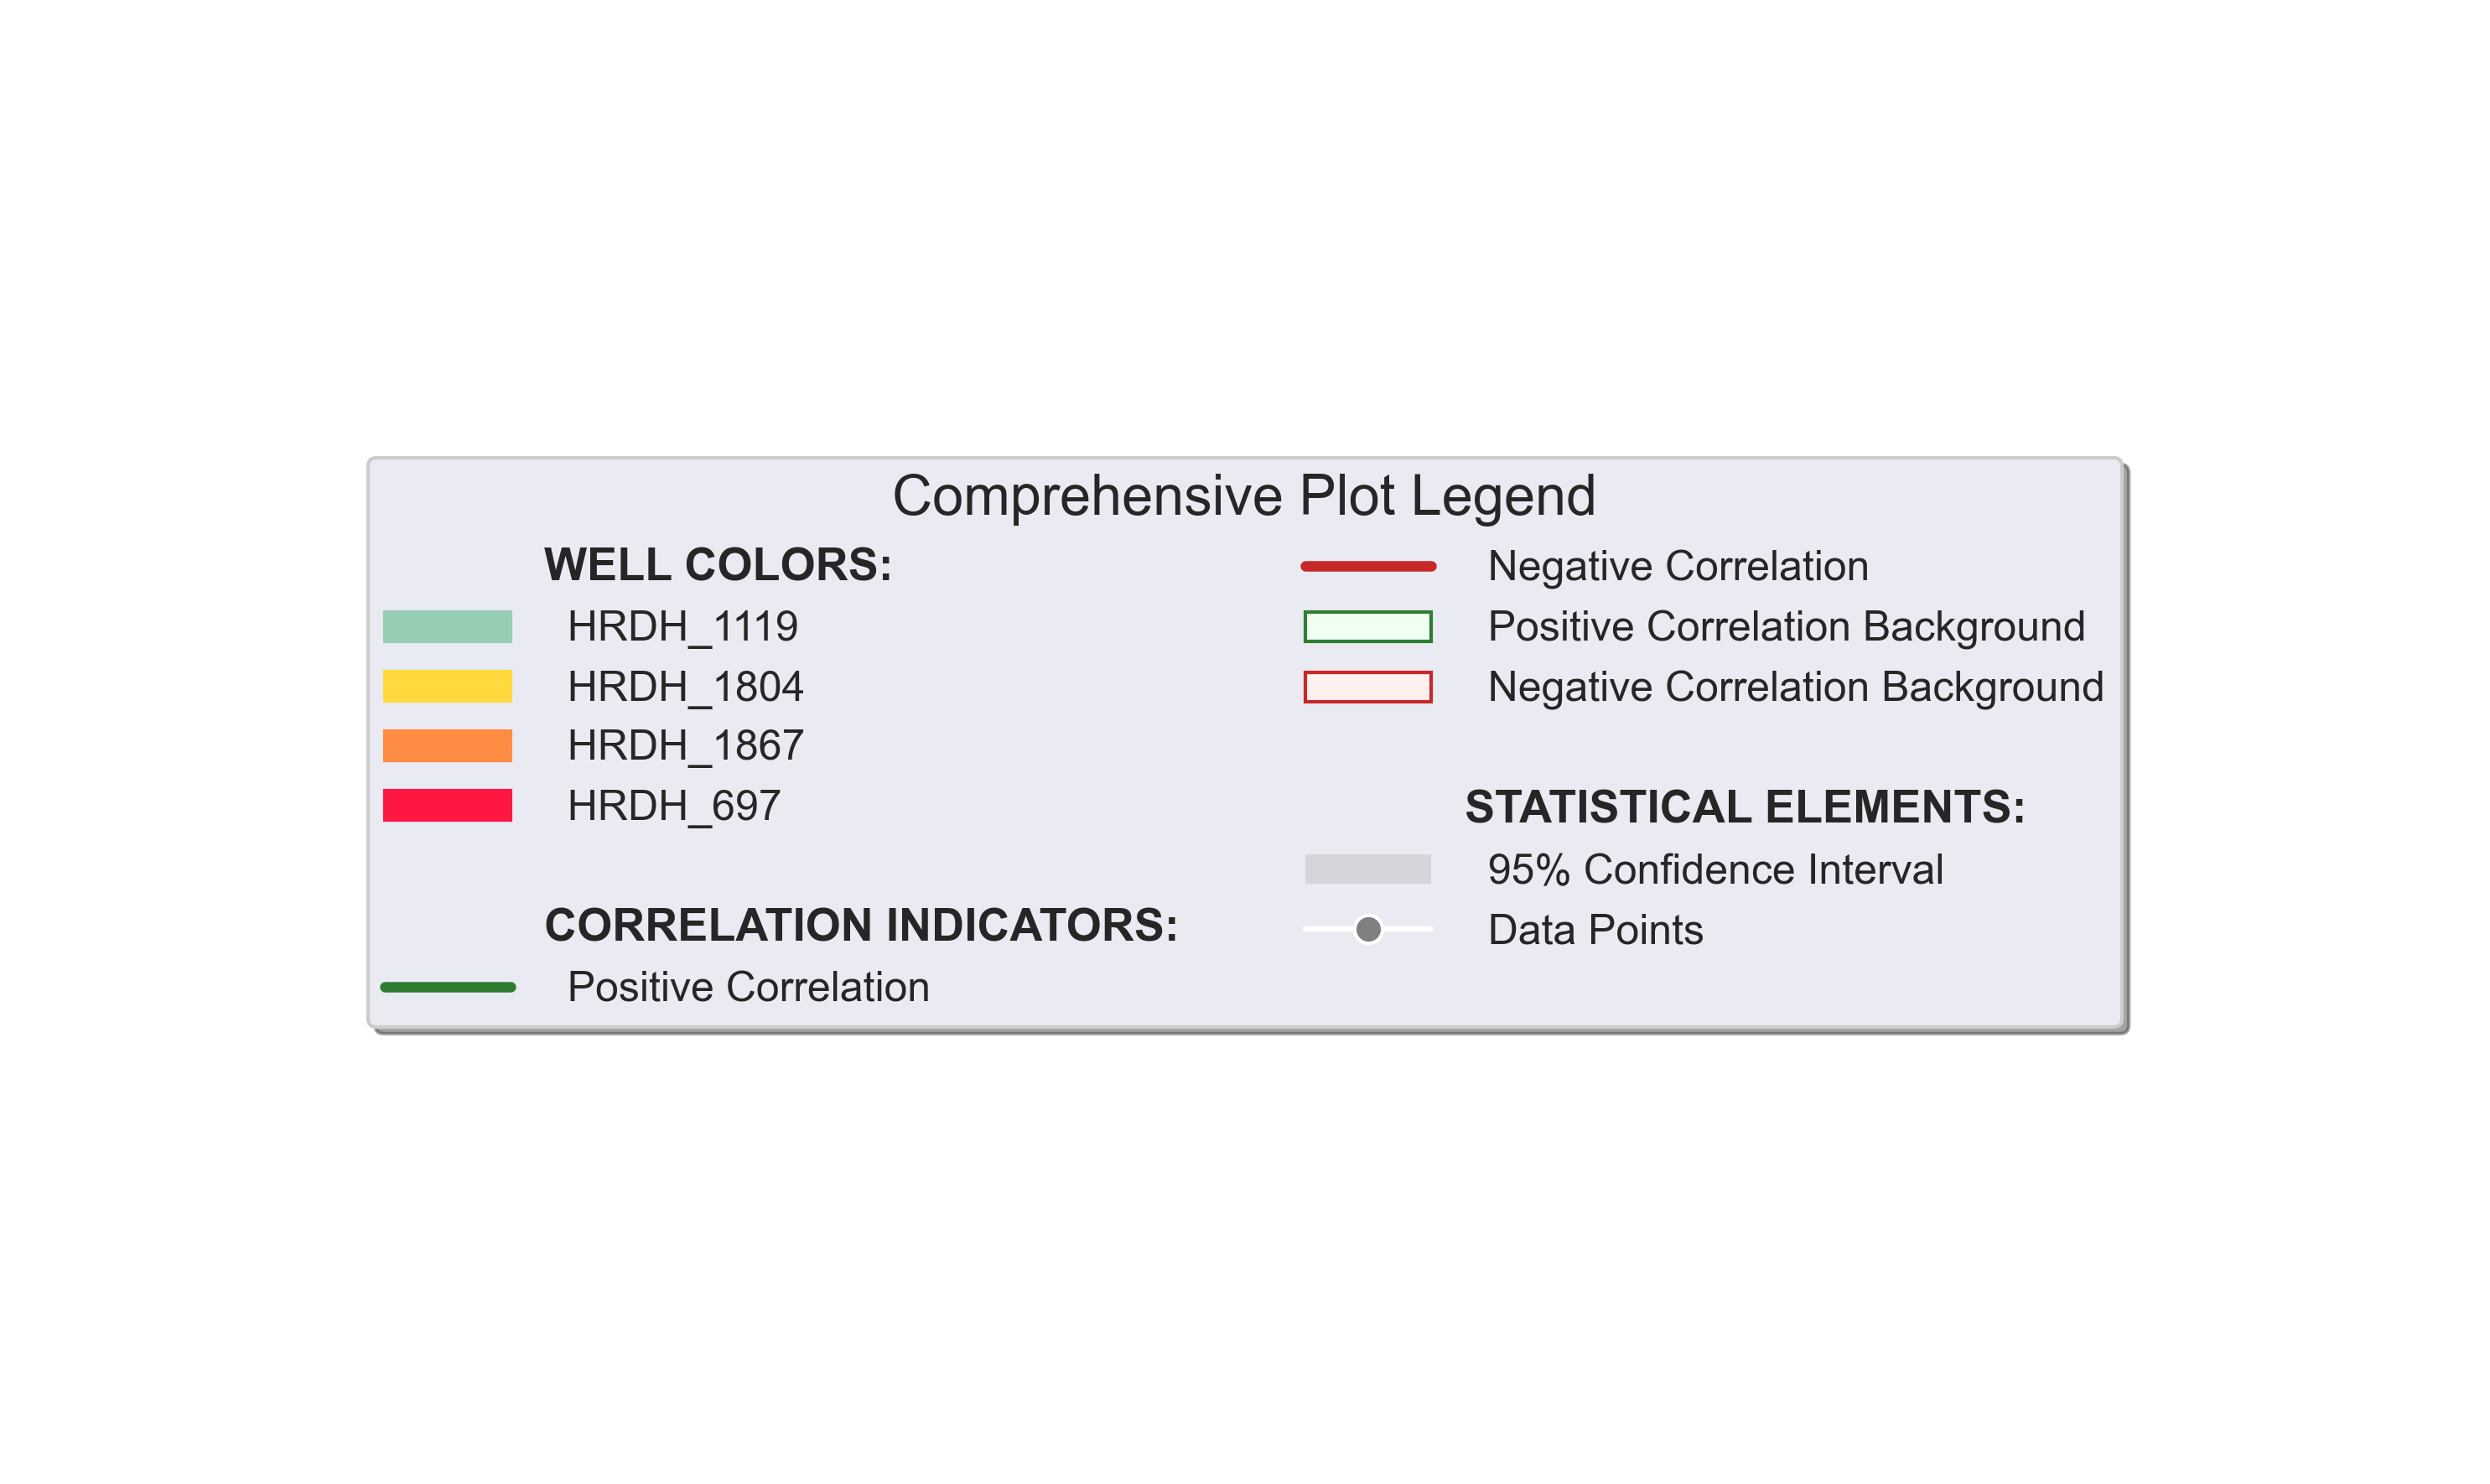 Comprehensive Plot Legend
WELL COLORS:
HRDH_1119
HRDH_1804
HRDH_1867
HRDH_697
CORRELATION INDICATORS:
Positive Correlation
Negative Correlation
Positive Correlation Background
Negative Correlation Background
STATISTICAL ELEMENTS:
95% Confidence Interval
Data Points